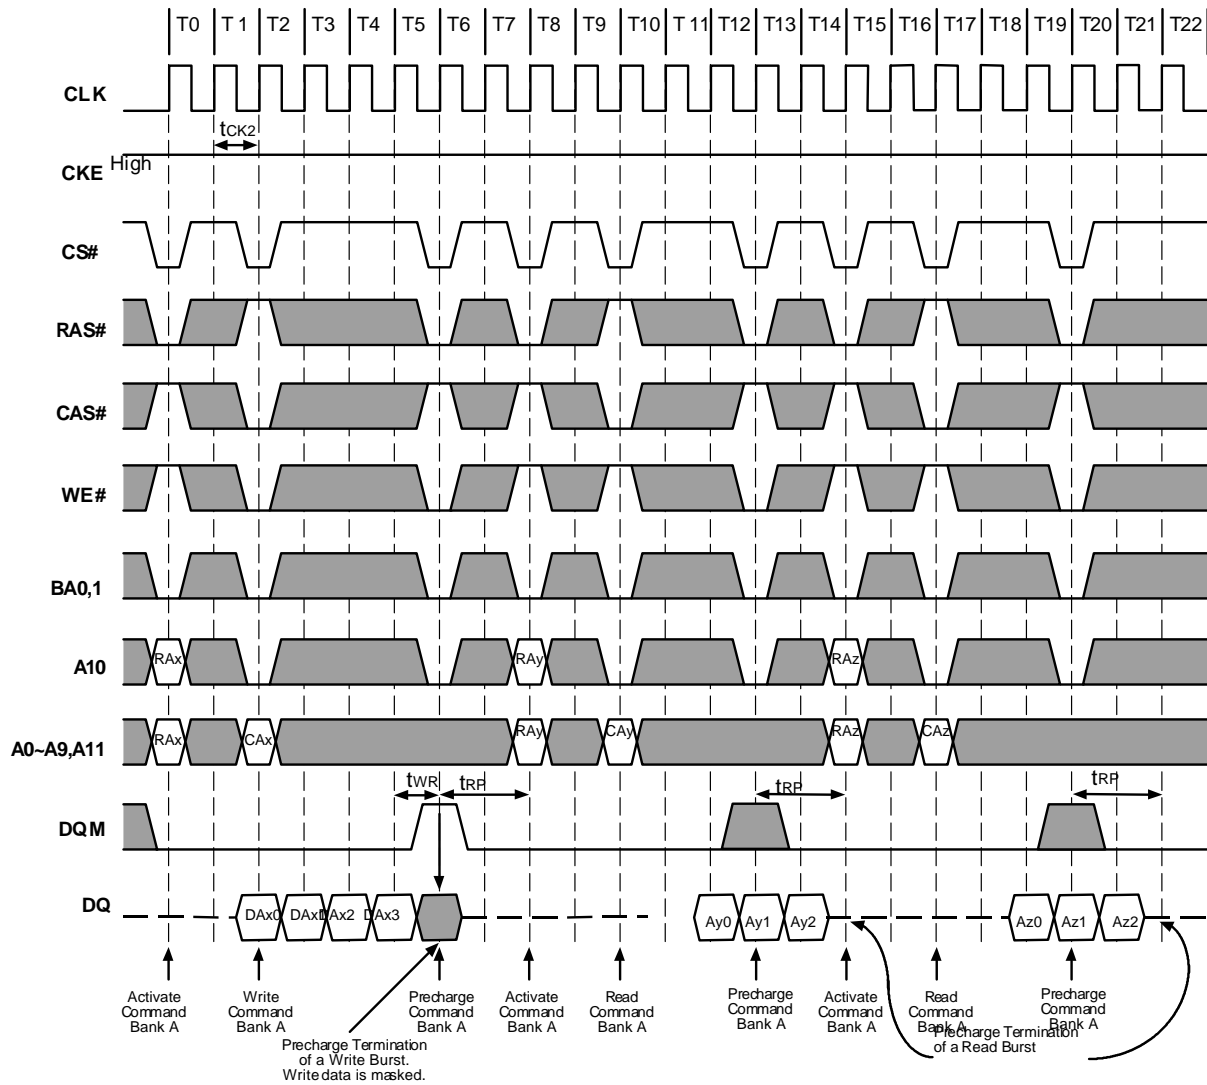 T0 T 1 T2 T3 T4 T5 T6 T7 T8 T9 T10 T 11 T12 T13 T14 T15 T16 T17 T18 T19 T20 T21 T22
CLK
tCK2
High
CKE
CS#
RAS#
CAS#
WE#
BA0,1
A10 RAx RAy RAz
A0~A9,A11 RAx CAx RAy CAy RAz CAz
tWR tRP tRP tRP
DQM
DQ DAx0 DAx1 DAx2 DAx3 Ay0 Ay1 Ay2 Az0 Az1 Az2
Activate Write Precharge Activate Read Precharge Activate Read Precharge
Command Command Command Command Command Command Command Command Command
Bank A Bank A Bank A Bank A Bank A Bank A Bank A Bank A Bank A
Precharge Termination
of a Write Burst.
Write data is masked.
Precharge Termination
of a Read Burst